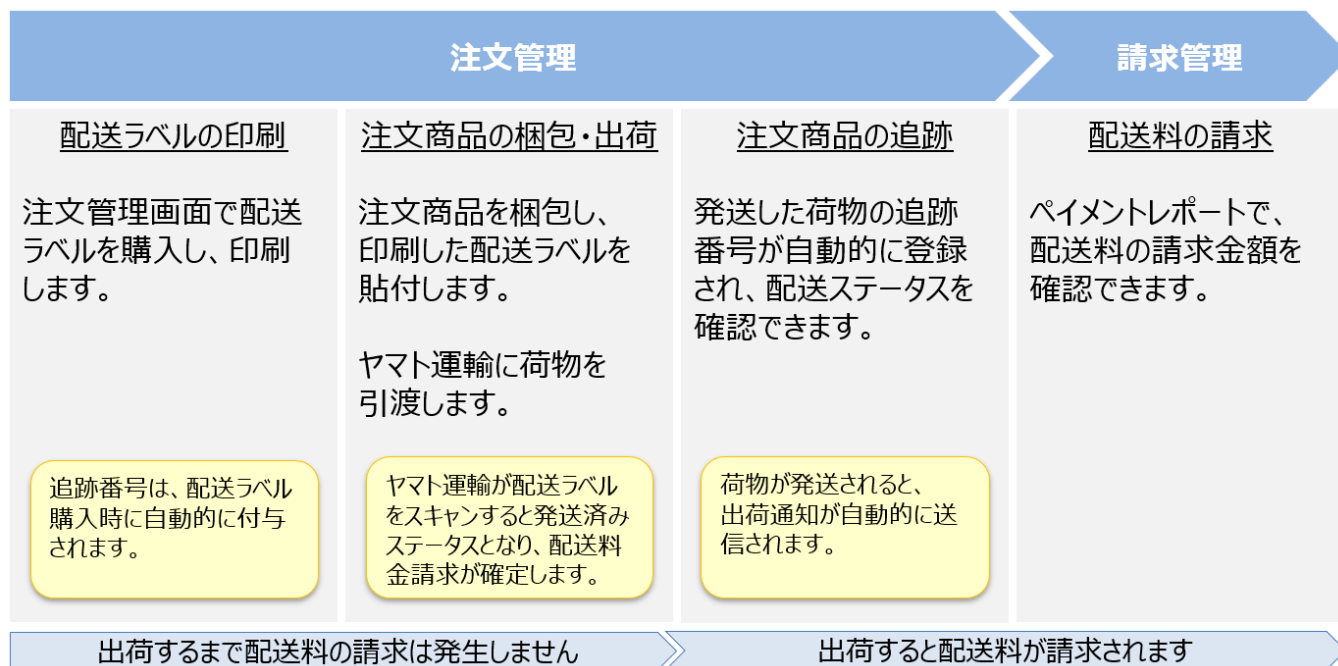 注文管理
請求管理
配送ラベルの印刷
注文管理画面で配送
ラベルを購入し、印刷
します。
追跡番号は、配送ラベル
購入時に自動的に付与
されます。
注文商品の梱包・出荷
注文商品を梱包し、
印刷した配送ラベルを
貼付します。
ヤマト運輸に荷物を
引渡します。
ヤマト運輸が配送ラベル
をスキャンすると発送済み
ステータスとなり、配送料
金請求が確定します。
注文商品の追跡
発送した荷物の追跡
番号が自動的に登録
され、配送ステータスを
確認できます。
荷物が発送されると、
出荷通知が自動的に送
信されます。
配送料の請求
ペイメントレポートで、
配送料の請求金額を
確認できます。
出荷するまで配送料の請求は発生しません
出荷すると配送料が請求されます